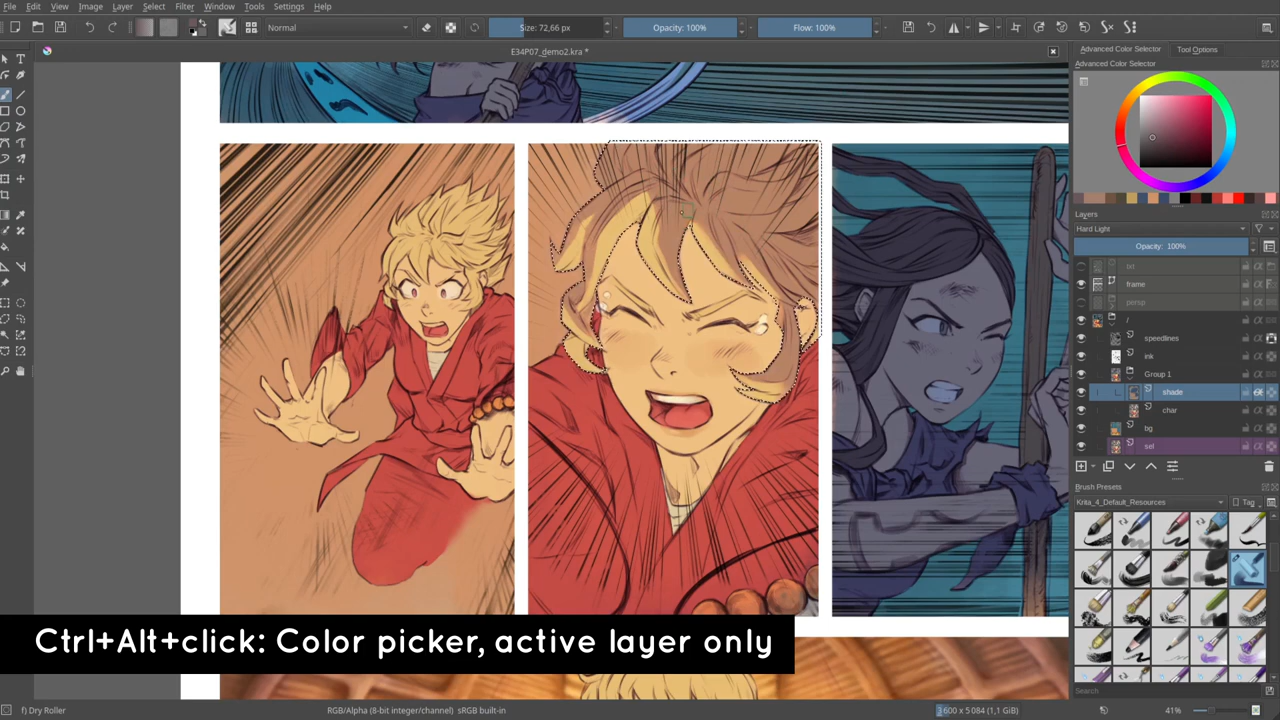 File Edit View Image Layer Select Filter Window Tools Settings Help
Normal Size: 72,66 px Opacity: 100% Flow: 100%
E34P07_demo2.kra *
Advanced Color Selector Tool Options
Advanced Color Selector
Layers
Hard Light
Opacity: 100%
txt
frame
persp
/
speedlines
ink
Group 1
shade
char
bg
sel
Brush Presets
Krita_4_Default_Resources Tag
Search
Ctrl+Alt+click: Color picker, active layer only
f) Dry Roller RGB/Alpha (8-bit integer/channel) sRGB built-in 3 600 x 5 084 (1,1 GiB) 41%